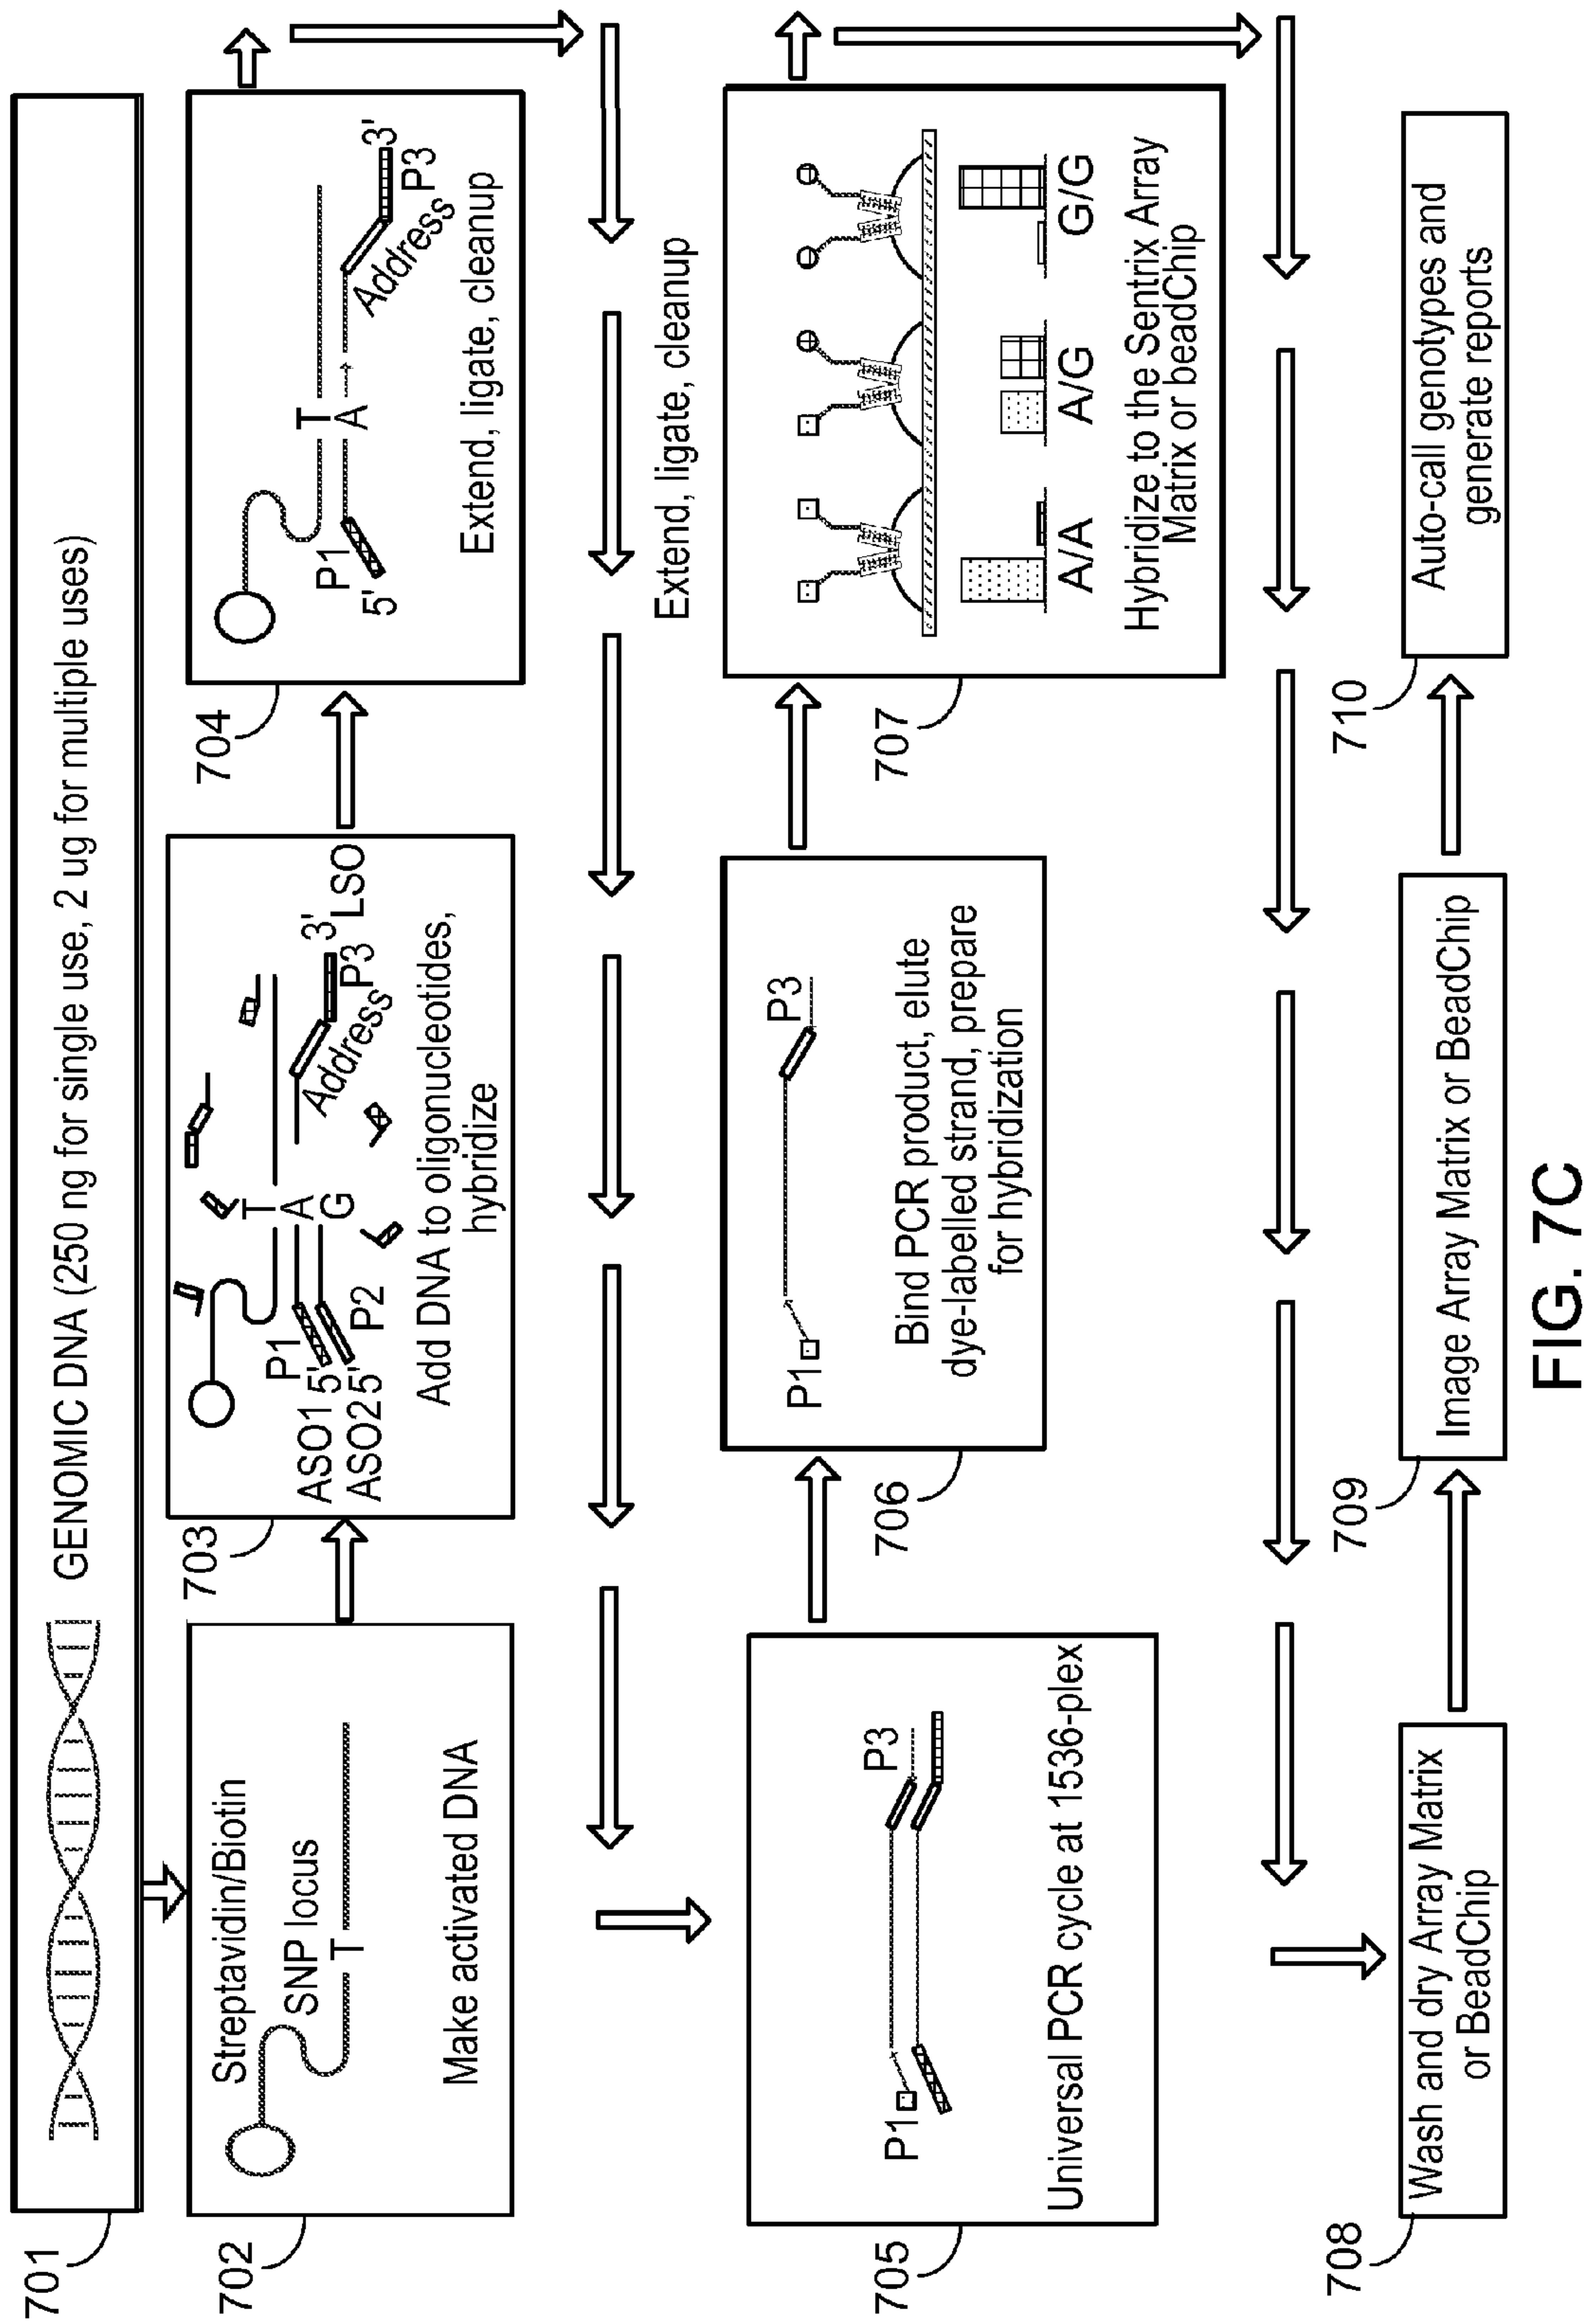 701
GENOMIC DNA (250 ng for single use, 2 ug for multiple uses)
702
Streptavidin/Biotin
SNP locus
T
Make activated DNA
703
T
A
G
P1
ASO1 5'
ASO2 5'
P2
Address
P3
3'
LSO
Add DNA to oligonucleotides,
hybridize
704
T
A
P1
5'
Address
P3
3'
Extend, ligate, cleanup
Extend, ligate, cleanup
705
P1
P3
Universal PCR cycle at 1536-plex
706
P1
P3
Bind PCR product, elute
dye-labelled strand, prepare
for hybridization
707
A/A
A/G
G/G
Hybridize to the Sentrix Array
Matrix or beadChip
708
Wash and dry Array Matrix
or BeadChip
709
Image Array Matrix or BeadChip
710
Auto-call genotypes and
generate reports
FIG. 7C